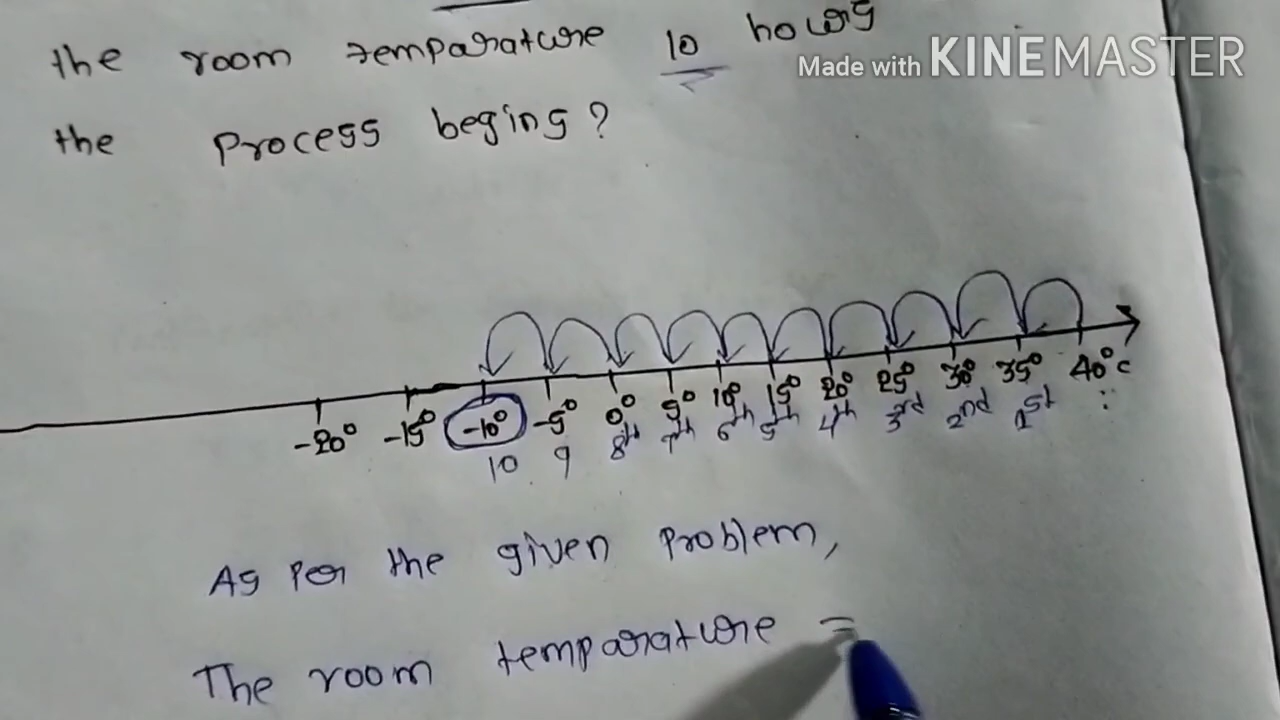 the room temparature 10 hours
Made with KINEMASTER
the process begins?
-20° -15° -10° -5° 0° 5° 10° 15° 20° 25° 30° 35° 40°c
10 9 8th 7th 6th 5th 4th 3rd 2nd 1st
As per the given problem,
The room temparature =